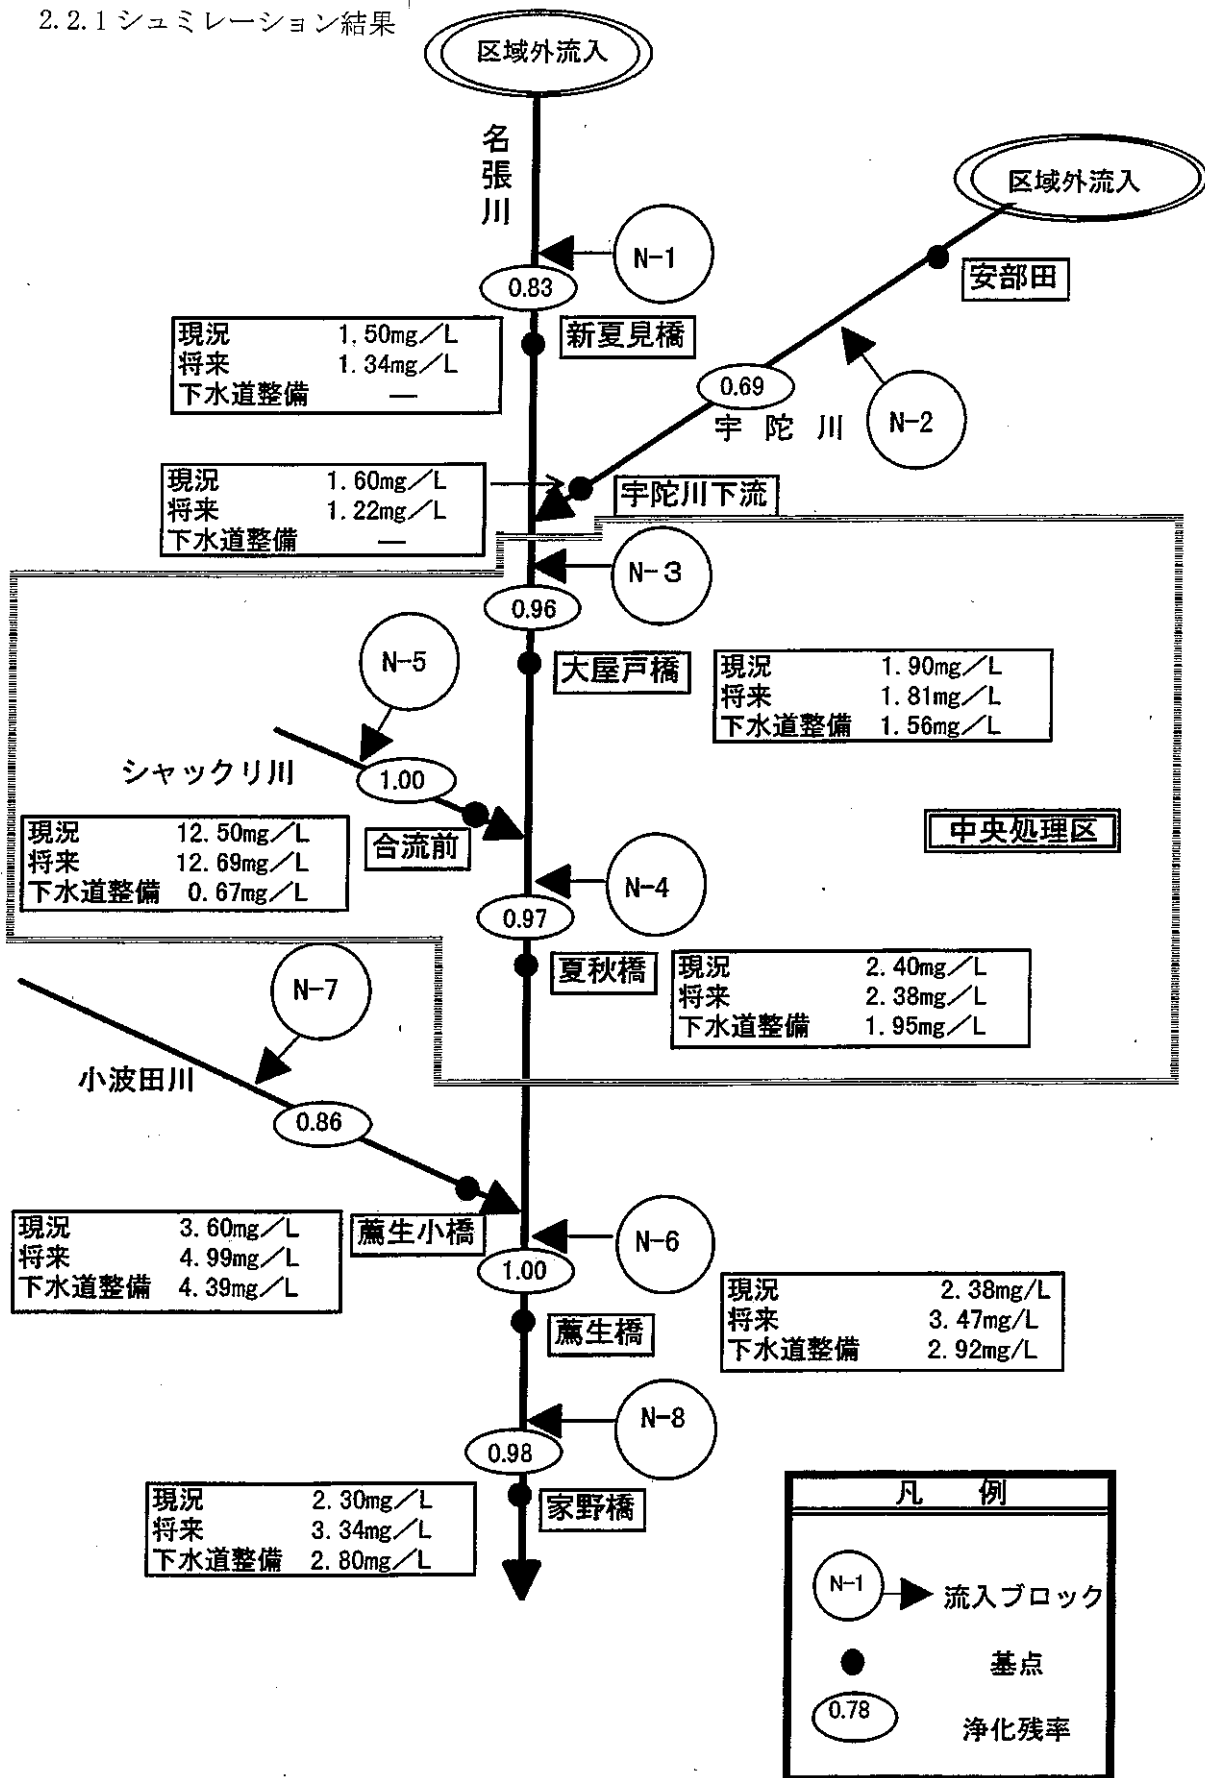 2.2.1 シュミレーション結果
区域外流入
名張川
区域外流入
N-1
安部田
0.83
現況 1.50mg/L
将来 1.34mg/L
下水道整備 —
新夏見橋
0.69
N-2
宇陀川
現況 1.60mg/L
将来 1.22mg/L
下水道整備 —
宇陀川下流
N-3
0.96
N-5
大屋戸橋
現況 1.90mg/L
将来 1.81mg/L
下水道整備 1.56mg/L
シャックリ川
1.00
現況 12.50mg/L
将来 12.69mg/L
下水道整備 0.67mg/L
合流前
中央処理区
N-4
0.97
夏秋橋
現況 2.40mg/L
将来 2.38mg/L
下水道整備 1.95mg/L
N-7
小波田川
0.86
現況 3.60mg/L
将来 4.99mg/L
下水道整備 4.39mg/L
薦生小橋
N-6
1.00
現況 2.38mg/L
将来 3.47mg/L
下水道整備 2.92mg/L
薦生橋
N-8
0.98
現況 2.30mg/L
将来 3.34mg/L
下水道整備 2.80mg/L
家野橋
凡 例
N-1 流入ブロック
基点
0.78 浄化残率